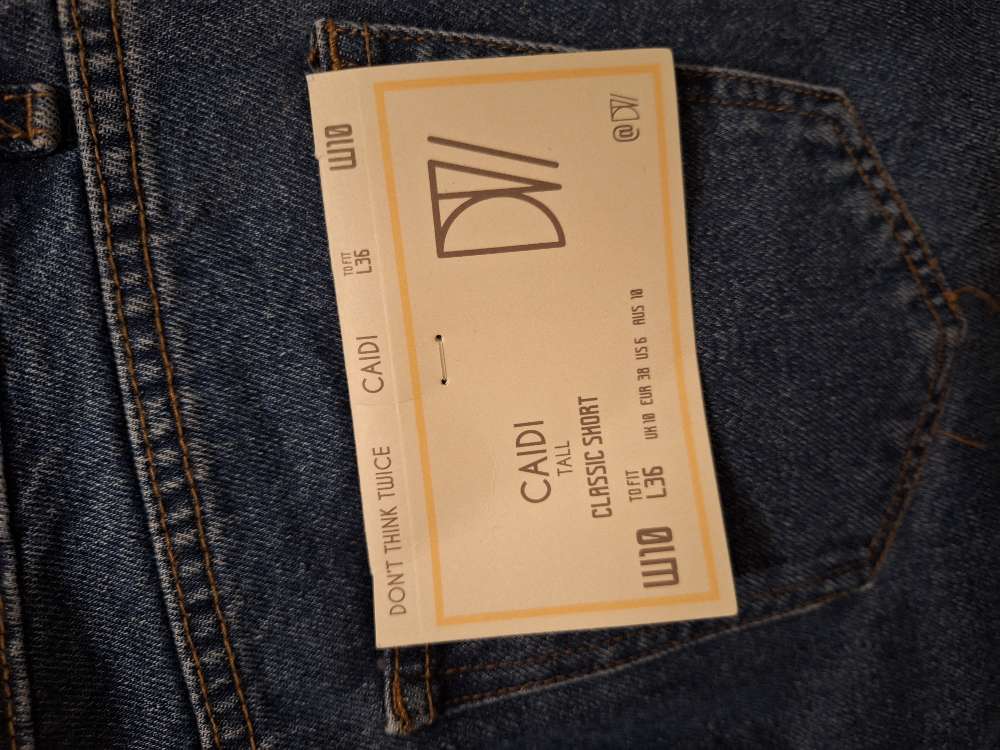 DON'T THINK TWICE CAIDI TO FIT L36 W10
CAIDI
TALL
CLASSIC SHORT
W10 TO FIT L36 UK 10 EUR 38 US 6 AUS 10
@